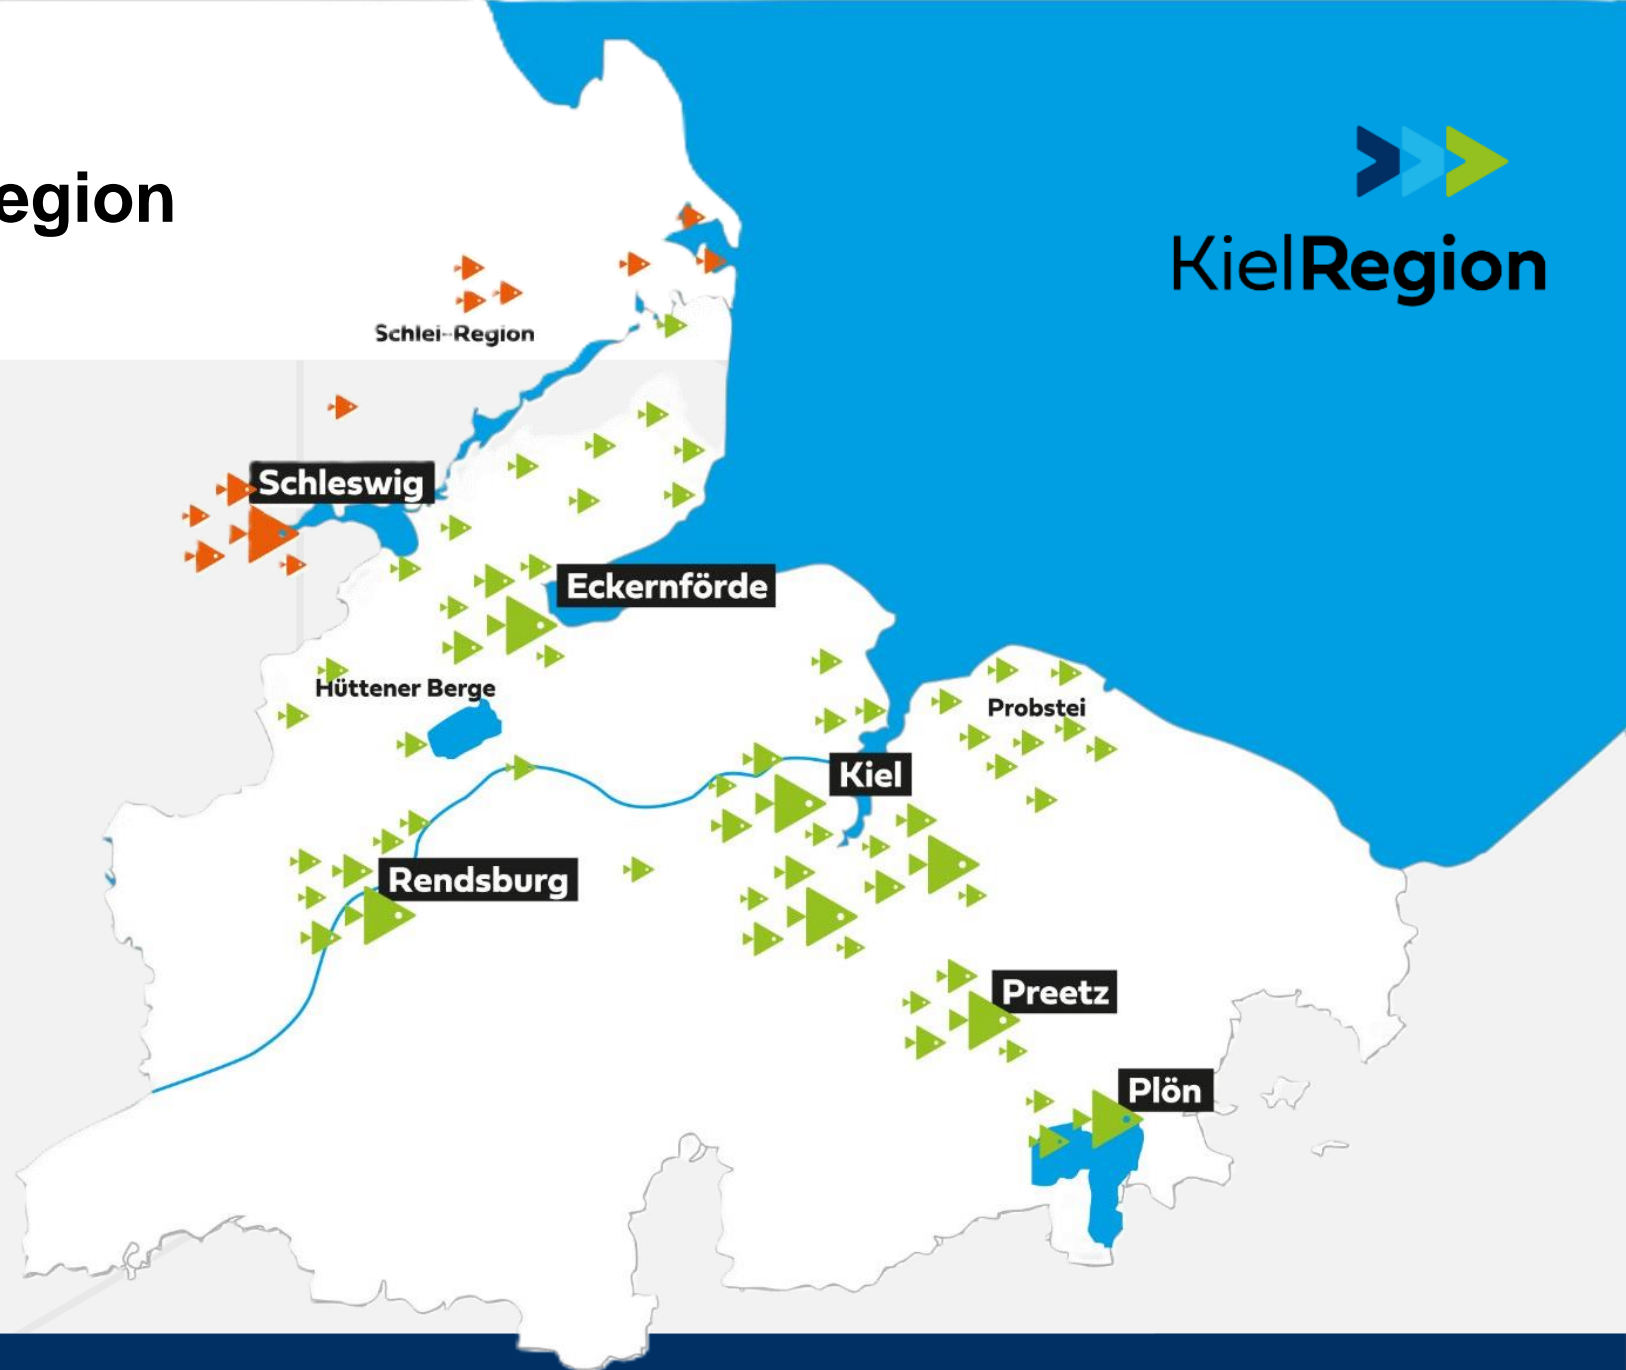 egion
KielRegion
Schlei-Region
Schleswig
Eckernförde
Hüttener Berge
Probstei
Kiel
Rendsburg
Preetz
Plön